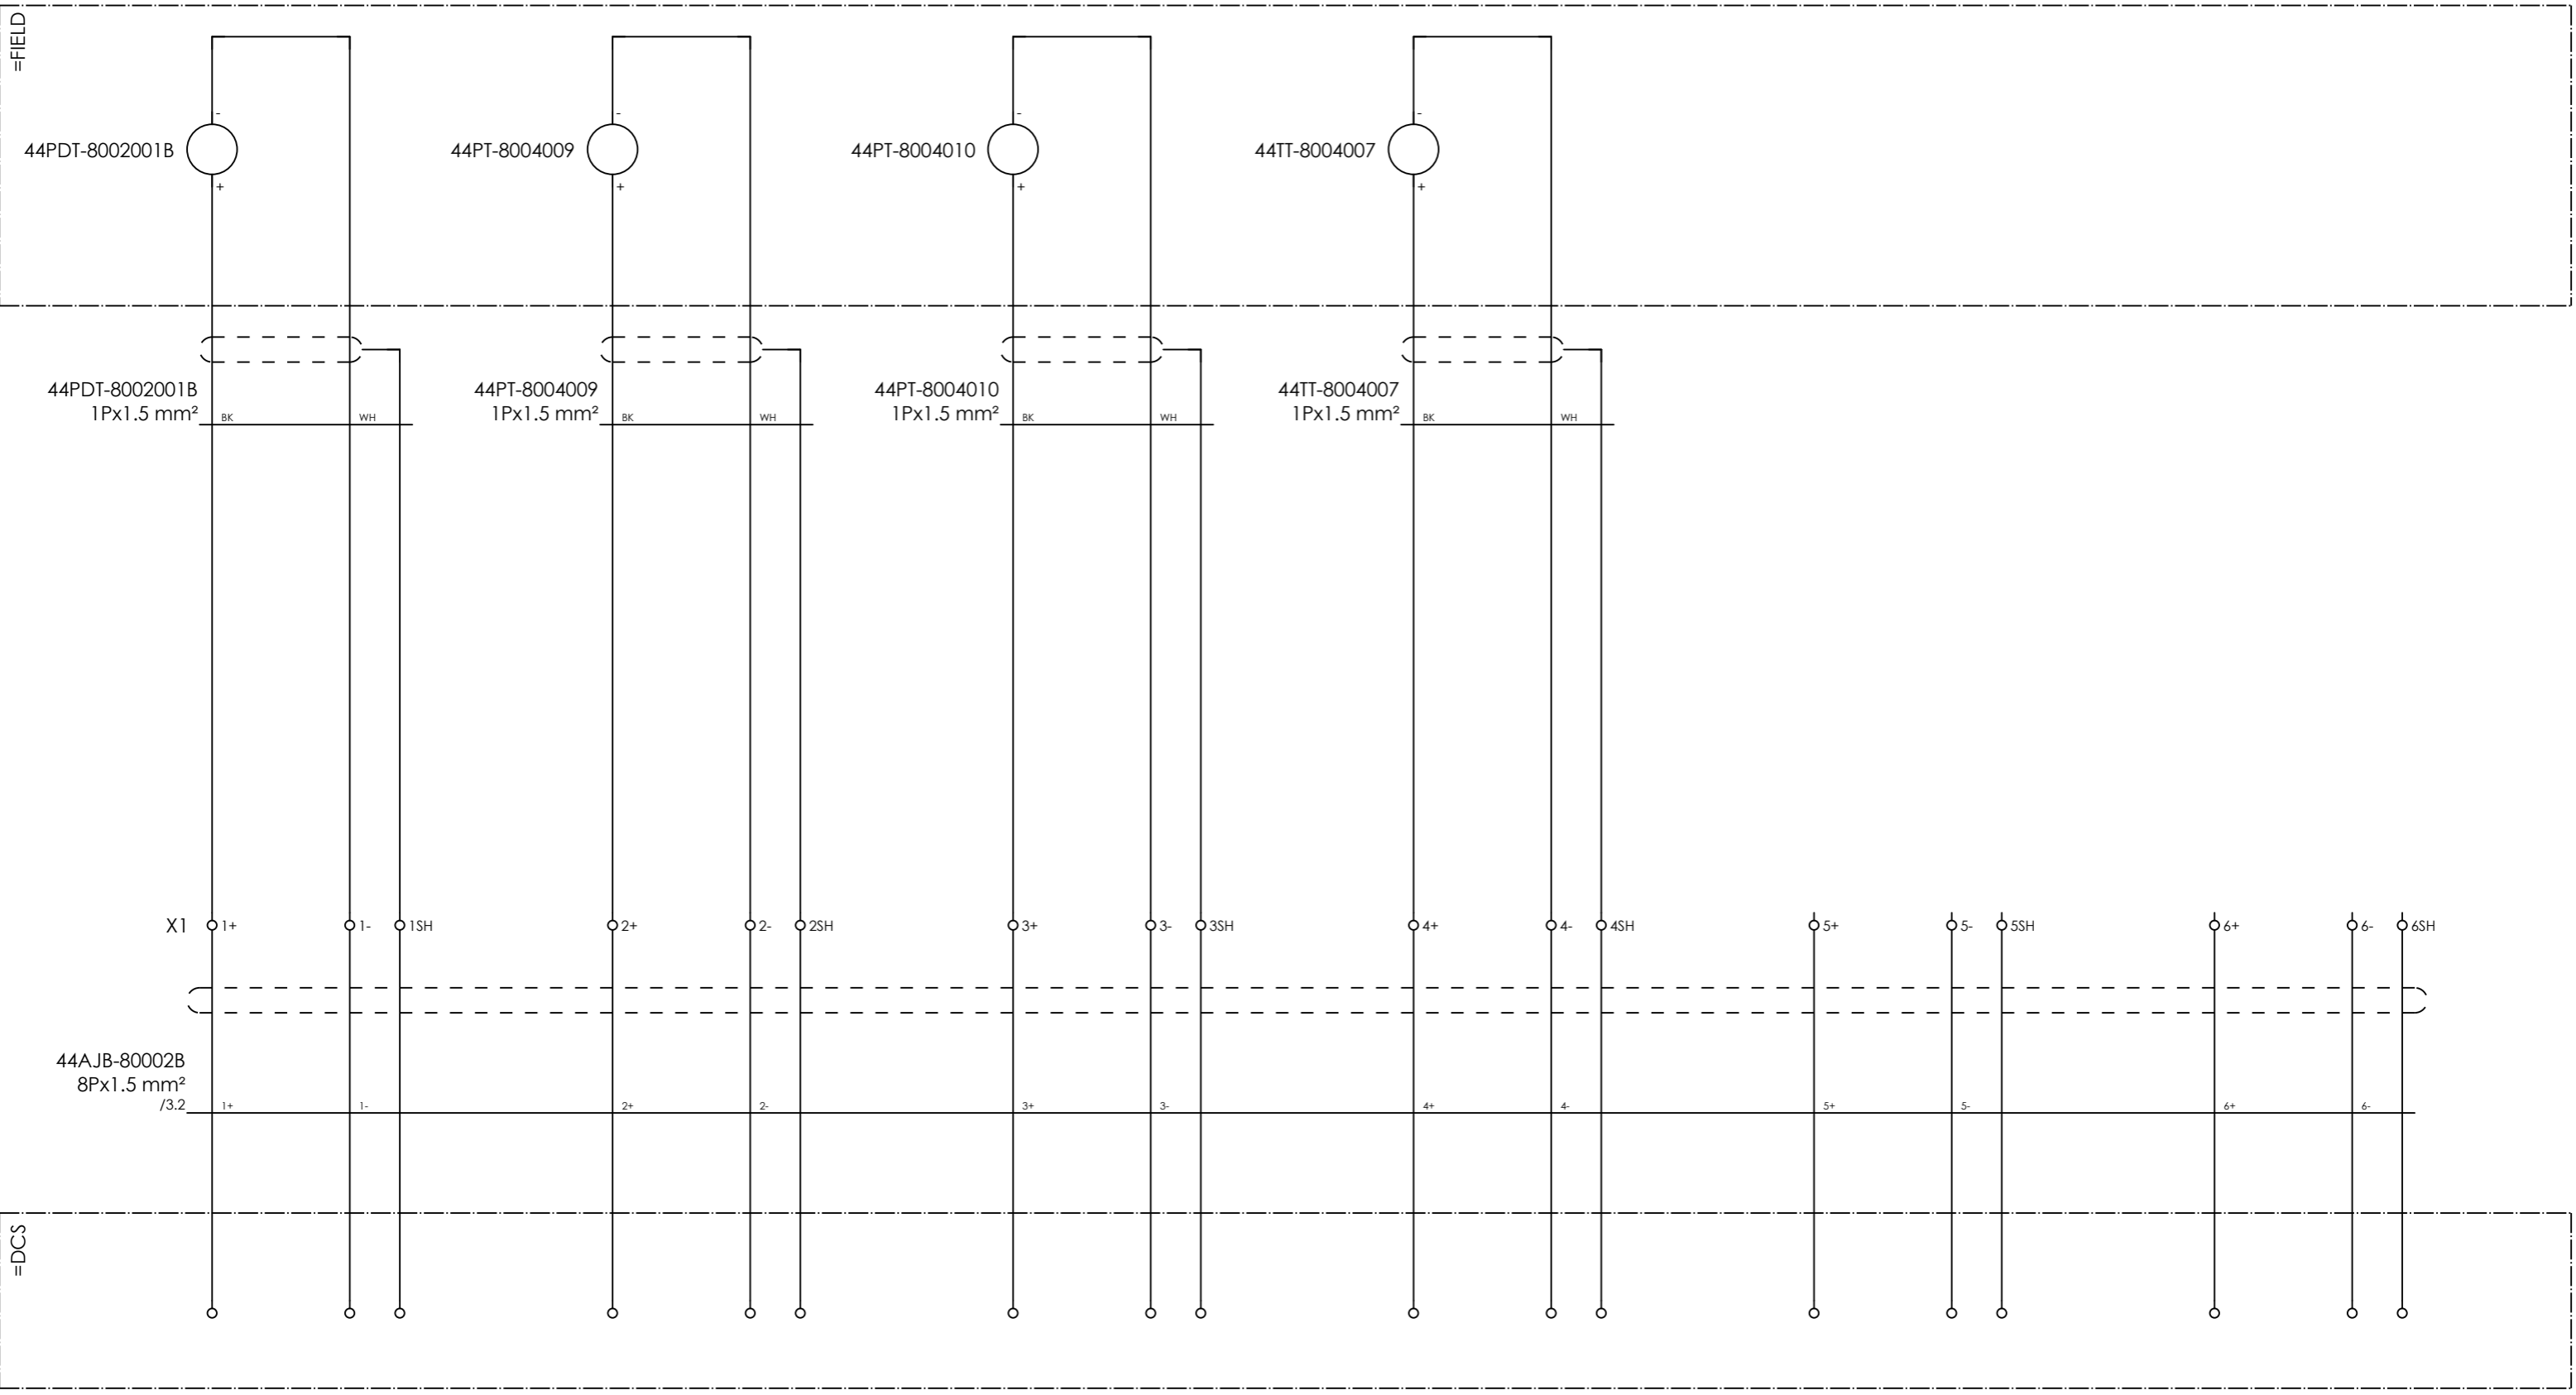 =FIELD
- - - -
44PDT-8002001B 44PT-8004009 44PT-8004010 44TT-8004007
+ + + +
44PDT-8002001B 44PT-8004009 44PT-8004010 44TT-8004007
1Px1.5 mm² BK WH 1Px1.5 mm² BK WH 1Px1.5 mm² BK WH 1Px1.5 mm² BK WH
X1 1+ 1- 1SH 2+ 2- 2SH 3+ 3- 3SH 4+ 4- 4SH 5+ 5- 5SH 6+ 6- 6SH
44AJB-80002B
8Px1.5 mm²
/3.2 1+ 1- 2+ 2- 3+ 3- 4+ 4- 5+ 5- 6+ 6-
=DCS